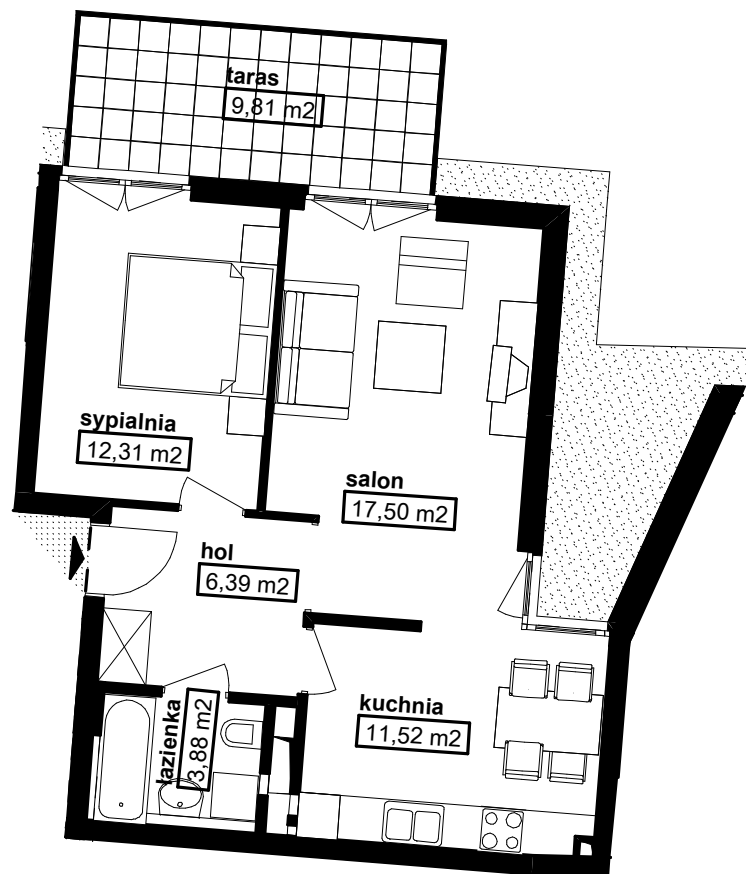 taras
9,81 m2
sypialnia
12,31 m2
salon
17,50 m2
hol
6,39 m2
kuchnia
11,52 m2
łazienka
3,88 m2